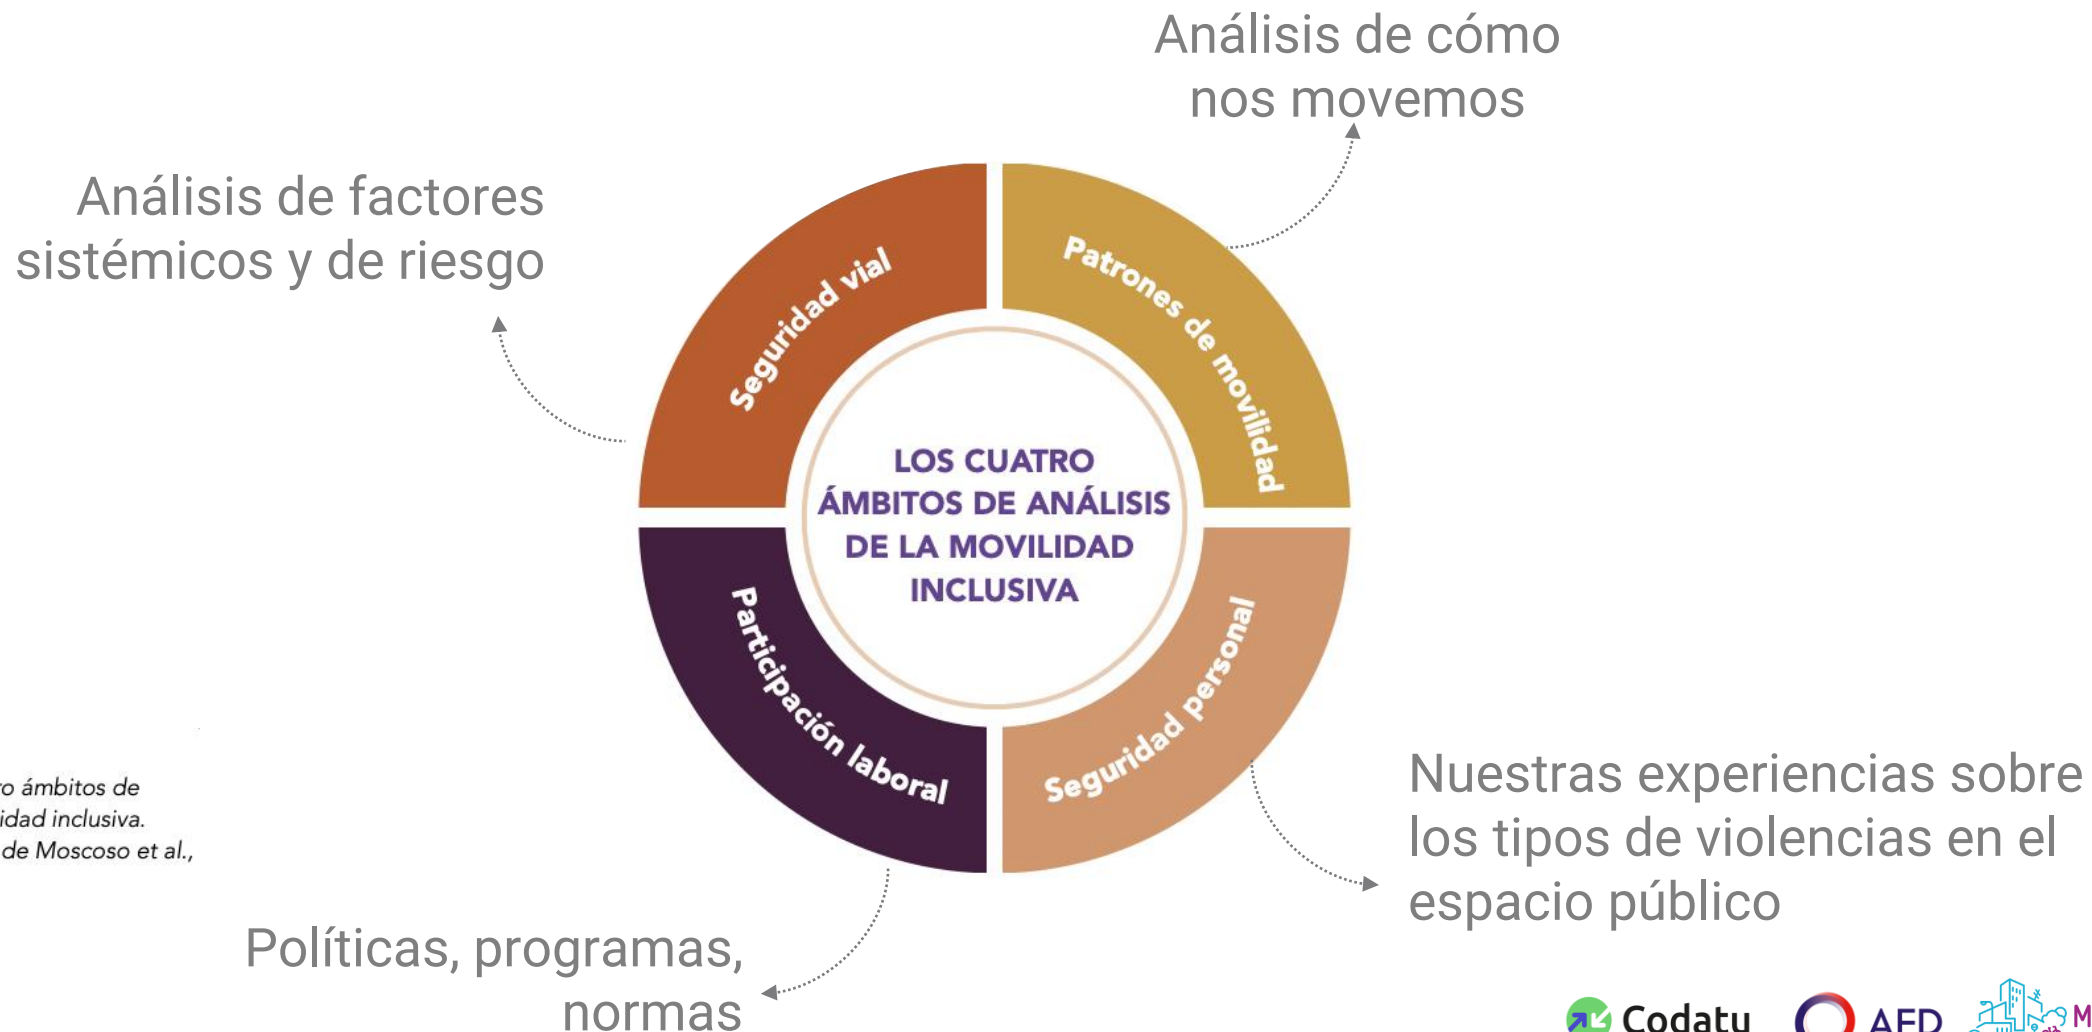 Análisis de cómo
nos movemos
Análisis de factores
sistémicos y de riesgo
Seguridad vial
Patrones de movilidad
LOS CUATRO
ÁMBITOS DE ANÁLISIS
DE LA MOVILIDAD
INCLUSIVA
Participación laboral
Seguridad personal
Nuestras experiencias sobre
los tipos de violencias en el
espacio público
ámbitos de
inclusiva.
de Moscoso et al.,
Políticas, programas,
normas
Codatu
AFD
M